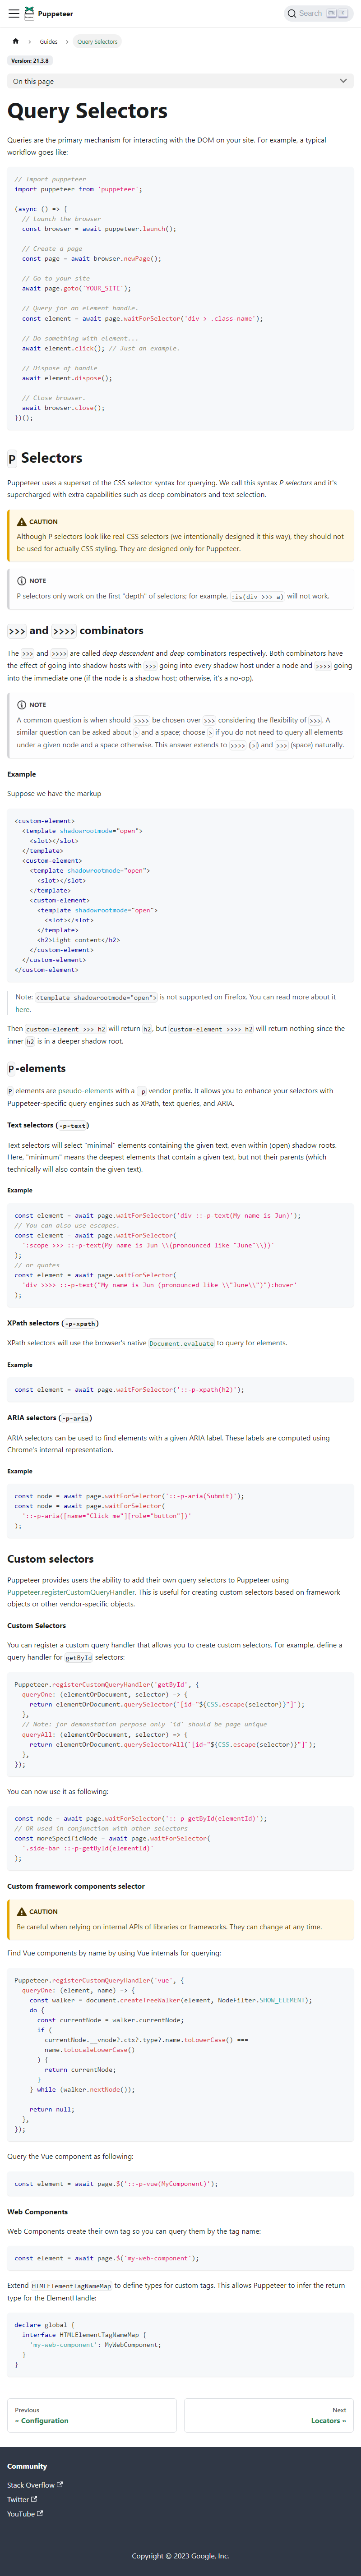 Puppeteer
Search
Guides
Query Selectors
Version: 21.3.8
On this page
Query Selectors
Queries are the primary mechanism for interacting with the DOM on your site. For example, a typical
workflow goes like:
// Import puppeteer
import puppeteer from 'puppeteer';
(async () => {
// Launch the browser
const browser = await puppeteer.launch();
// Create a page
const page = await browser.newPage();
// Go to your site
await page.goto('YOUR_SITE');
// Query for an element handle.
const element = await page.waitForSelector('div > .class-name');
// Do something with element...
await element.click(); // Just an example.
// Dispose of handle
await element.dispose();
// Close browser.
await browser.close();
})();
P Selectors
Puppeteer uses a superset of the CSS selector syntax for querying. We call this syntax P selectors and it's
supercharged with extra capabilities such as deep combinators and text selection.
CAUTION
Although P selectors look like real CSS selectors (we intentionally designed it this way), they should not
be used for actually CSS styling. They are designed only for Puppeteer.
NOTE
P selectors only work on the first "depth" of selectors; for example, :is(div >>> a) will not work.
>>> and >>>> combinators
The >>> and >>>> are called deep descendent and deep combinators respectively. Both combinators have
the effect of going into shadow hosts with >>> going into every shadow host under a node and >>>> going
into the immediate one (if the node is a shadow host; otherwise, it's a no-op).
NOTE
A common question is when should >>>> be chosen over >>> considering the flexibility of >>>. A
similar question can be asked about > and a space; choose > if you do not need to query all elements
under a given node and a space otherwise. This answer extends to >>>> (>) and >>> (space) naturally.
Example
Suppose we have the markup
<custom-element>
<template shadowrootmode="open">
<slot></slot>
</template>
<custom-element>
<template shadowrootmode="open">
<slot></slot>
</template>
<custom-element>
<template shadowrootmode="open">
<slot></slot>
</template>
<h2>Light content</h2>
</custom-element>
</custom-element>
</custom-element>
Note: <template shadowrootmode="open"> is not supported on Firefox. You can read more about it
here.
Then custom-element >>> h2 will return h2, but custom-element >>>> h2 will return nothing since the
inner h2 is in a deeper shadow root.
P-elements
P elements are pseudo-elements with a -p vendor prefix. It allows you to enhance your selectors with
Puppeteer-specific query engines such as XPath, text queries, and ARIA.
Text selectors (-p-text)
Text selectors will select "minimal" elements containing the given text, even within (open) shadow roots.
Here, "minimum" means the deepest elements that contain a given text, but not their parents (which
technically will also contain the given text).
Example
const element = await page.waitForSelector('div ::-p-text(My name is Jun)');
// You can also use escapes.
const element = await page.waitForSelector(
':scope >>> ::-p-text(My name is Jun \\(pronounced like "June"\\))'
);
// or quotes
const element = await page.waitForSelector(
'div >>>> ::-p-text("My name is Jun (pronounced like \\"June\\")"):hover'
);
XPath selectors (-p-xpath)
XPath selectors will use the browser's native Document.evaluate to query for elements.
Example
const element = await page.waitForSelector('::-p-xpath(h2)');
ARIA selectors (-p-aria)
ARIA selectors can be used to find elements with a given ARIA label. These labels are computed using
Chrome's internal representation.
Example
const node = await page.waitForSelector('::-p-aria(Submit)');
const node = await page.waitForSelector(
'::-p-aria([name="Click me"][role="button"])'
);
Custom selectors
Puppeteer provides users the ability to add their own query selectors to Puppeteer using
Puppeteer.registerCustomQueryHandler. This is useful for creating custom selectors based on framework
objects or other vendor-specific objects.
Custom Selectors
You can register a custom query handler that allows you to create custom selectors. For example, define a
query handler for getById selectors:
Puppeteer.registerCustomQueryHandler('getById', {
queryOne: (elementOrDocument, selector) => {
return elementOrDocument.querySelector(`[id="${CSS.escape(selector)}"]`);
},
// Note: for demonstation perpose only `id` should be page unique
queryAll: (elementOrDocument, selector) => {
return elementOrDocument.querySelectorAll(`[id="${CSS.escape(selector)}"]`);
},
});
You can now use it as following:
const node = await page.waitForSelector('::-p-getById(elementId)');
// OR used in conjunction with other selectors
const moreSpecificNode = await page.waitForSelector(
'.side-bar ::-p-getById(elementId)'
);
Custom framework components selector
CAUTION
Be careful when relying on internal APIs of libraries or frameworks. They can change at any time.
Find Vue components by name by using Vue internals for querying:
Puppeteer.registerCustomQueryHandler('vue', {
queryOne: (element, name) => {
const walker = document.createTreeWalker(element, NodeFilter.SHOW_ELEMENT);
do {
const currentNode = walker.currentNode;
if (
currentNode.__vnode?.ctx?.type?.name.toLowerCase() ===
name.toLocaleLowerCase()
) {
return currentNode;
}
} while (walker.nextNode());
return null;
},
});
Query the Vue component as following:
const element = await page.$('::-p-vue(MyComponent)');
Web Components
Web Components create their own tag so you can query them by the tag name:
const element = await page.$('my-web-component');
Extend HTMLElementTagNameMap to define types for custom tags. This allows Puppeteer to infer the return
type for the ElementHandle:
declare global {
interface HTMLElementTagNameMap {
'my-web-component': MyWebComponent;
}
}
Previous
« Configuration
Next
Locators »
Community
Stack Overflow
Twitter
YouTube
Copyright © 2023 Google, Inc.